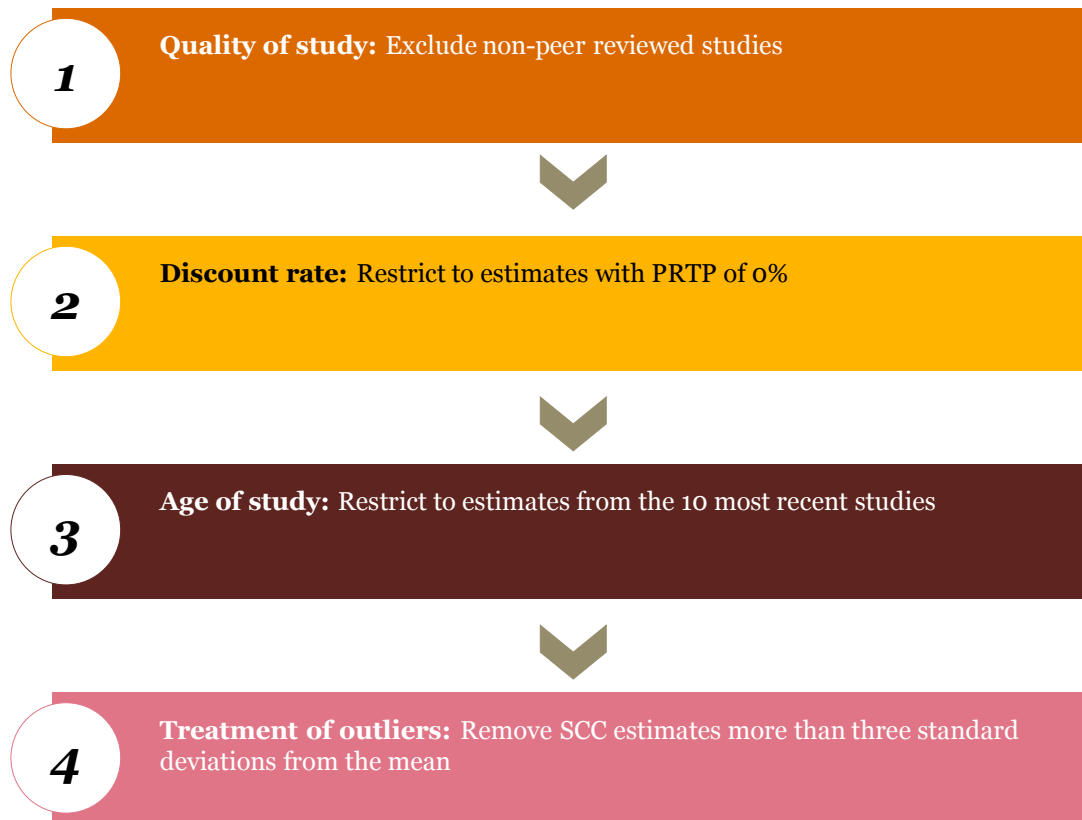 1
Quality of study: Exclude non-peer reviewed studies
2
Discount rate: Restrict to estimates with PRTP of 0%
3
Age of study: Restrict to estimates from the 10 most recent studies
4
Treatment of outliers: Remove SCC estimates more than three standard
deviations from the mean